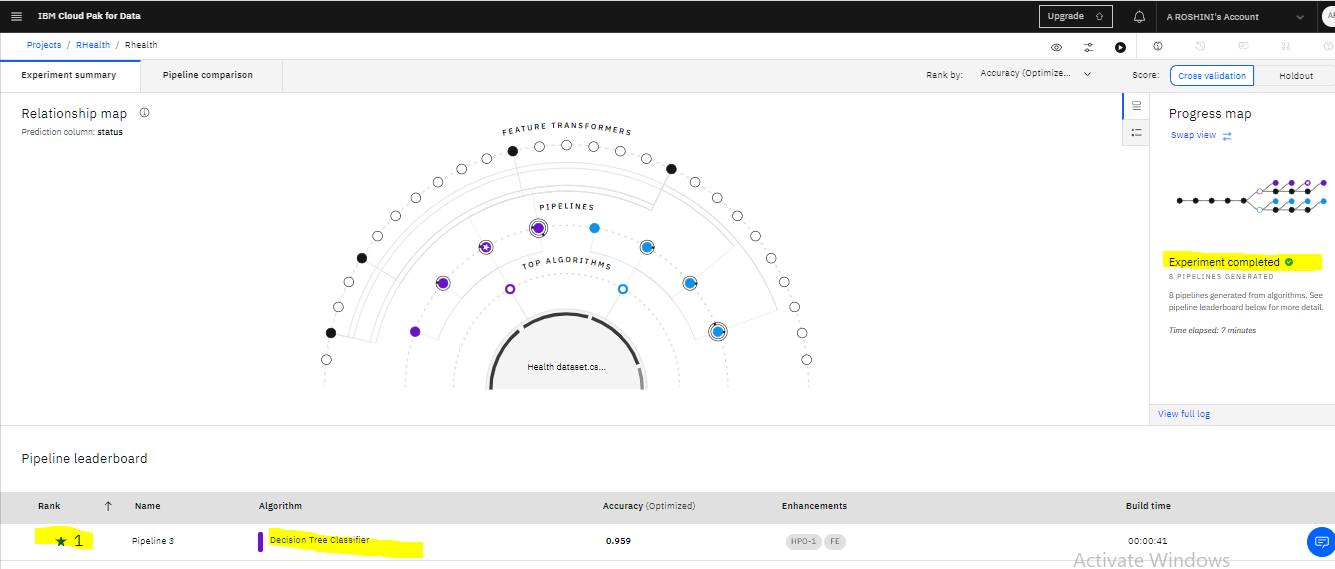 IBM Cloud Pak for Data
Upgrade
A ROSHINI's Account
Projects / RHealth / Rhealth
Experiment summary
Pipeline comparison
Rank by:
Accuracy (Optimize...
Score:
Cross validation
Holdout
Relationship map
Prediction column: status
FEATURE TRANSFORMERS
PIPELINES
TOP ALGORITHMS
Health dataset.cs...
Progress map
Swap view
Experiment completed
8 PIPELINES GENERATED
8 pipelines generated from algorithms. See
pipeline leaderboard below for more detail.
Time elapsed: 7 minutes
View full log
Pipeline leaderboard
Rank Name Algorithm Accuracy (Optimized) Enhancements Build time
1 Pipeline 3 Decision Tree Classifier 0.959 HPO-1 FE 00:00:41
Activate Windows